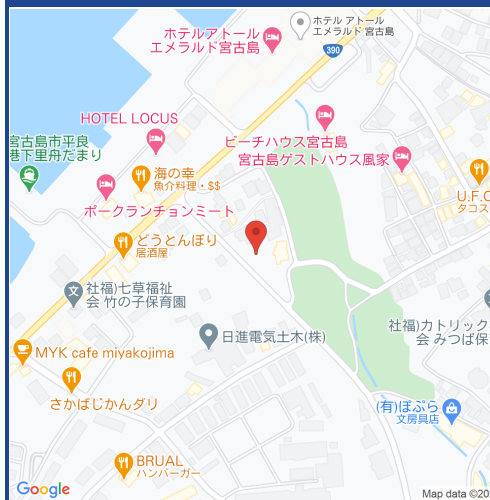 ホテルアトール
エメラルド宮古島
ホテル アトール
エメラルド 宮古島
390
HOTEL LOCUS
ビーチハウス宮古島
宮古島ゲストハウス風家
宮古島市平良
港下里舟だまり
海の幸
魚介料理・$$
ポークランチョンミート
U.F.O
タコス
どうとんぼり
居酒屋
社福)七草福祉
会 竹の子保育園
日進電気土木(株)
社福)カトリック
会 みつば保
MYK cafe miyakojima
さかばじかんダリ
(有)ぽぷら
文房具店
BRUAL
ハンバーガー
Google
Map data ©20